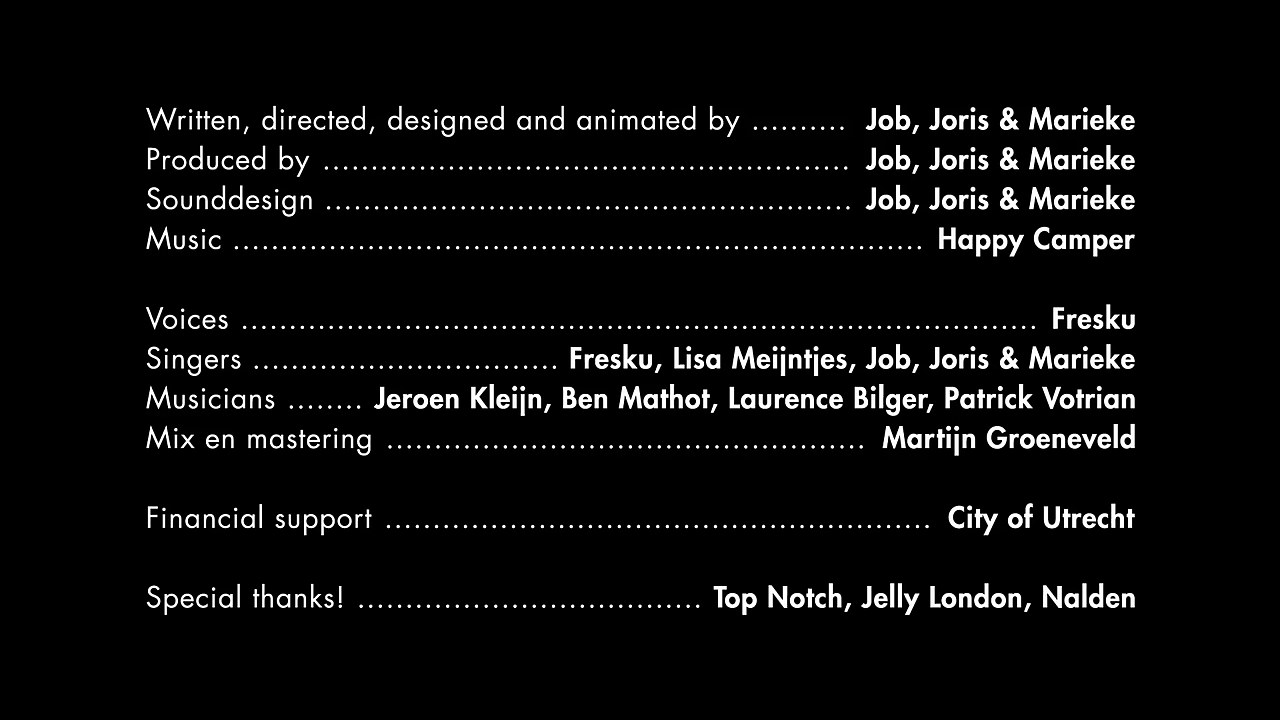 Written, directed, designed and animated by .......... Job, Joris & Marieke
Produced by ....................................................... Job, Joris & Marieke
Sounddesign ....................................................... Job, Joris & Marieke
Music ........................................................................ Happy Camper
Voices ................................................................................... Fresku
Singers ................................ Fresku, Lisa Meijntjes, Job, Joris & Marieke
Musicians ........ Jeroen Kleijn, Ben Mathot, Laurence Bilger, Patrick Votrian
Mix en mastering .................................................. Martijn Groeneveld
Financial support ......................................................... City of Utrecht
Special thanks! .................................... Top Notch, Jelly London, Nalden